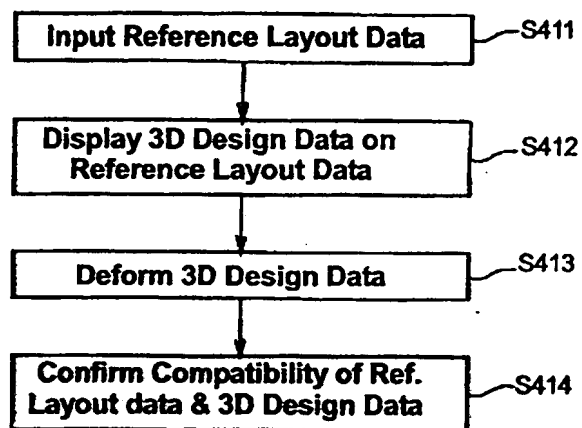 Input Reference Layout Data
S411
Display 3D Design Data on
Reference Layout Data
S412
Deform 3D Design Data
S413
Confirm Compatibility of Ref.
Layout data & 3D Design Data
S414